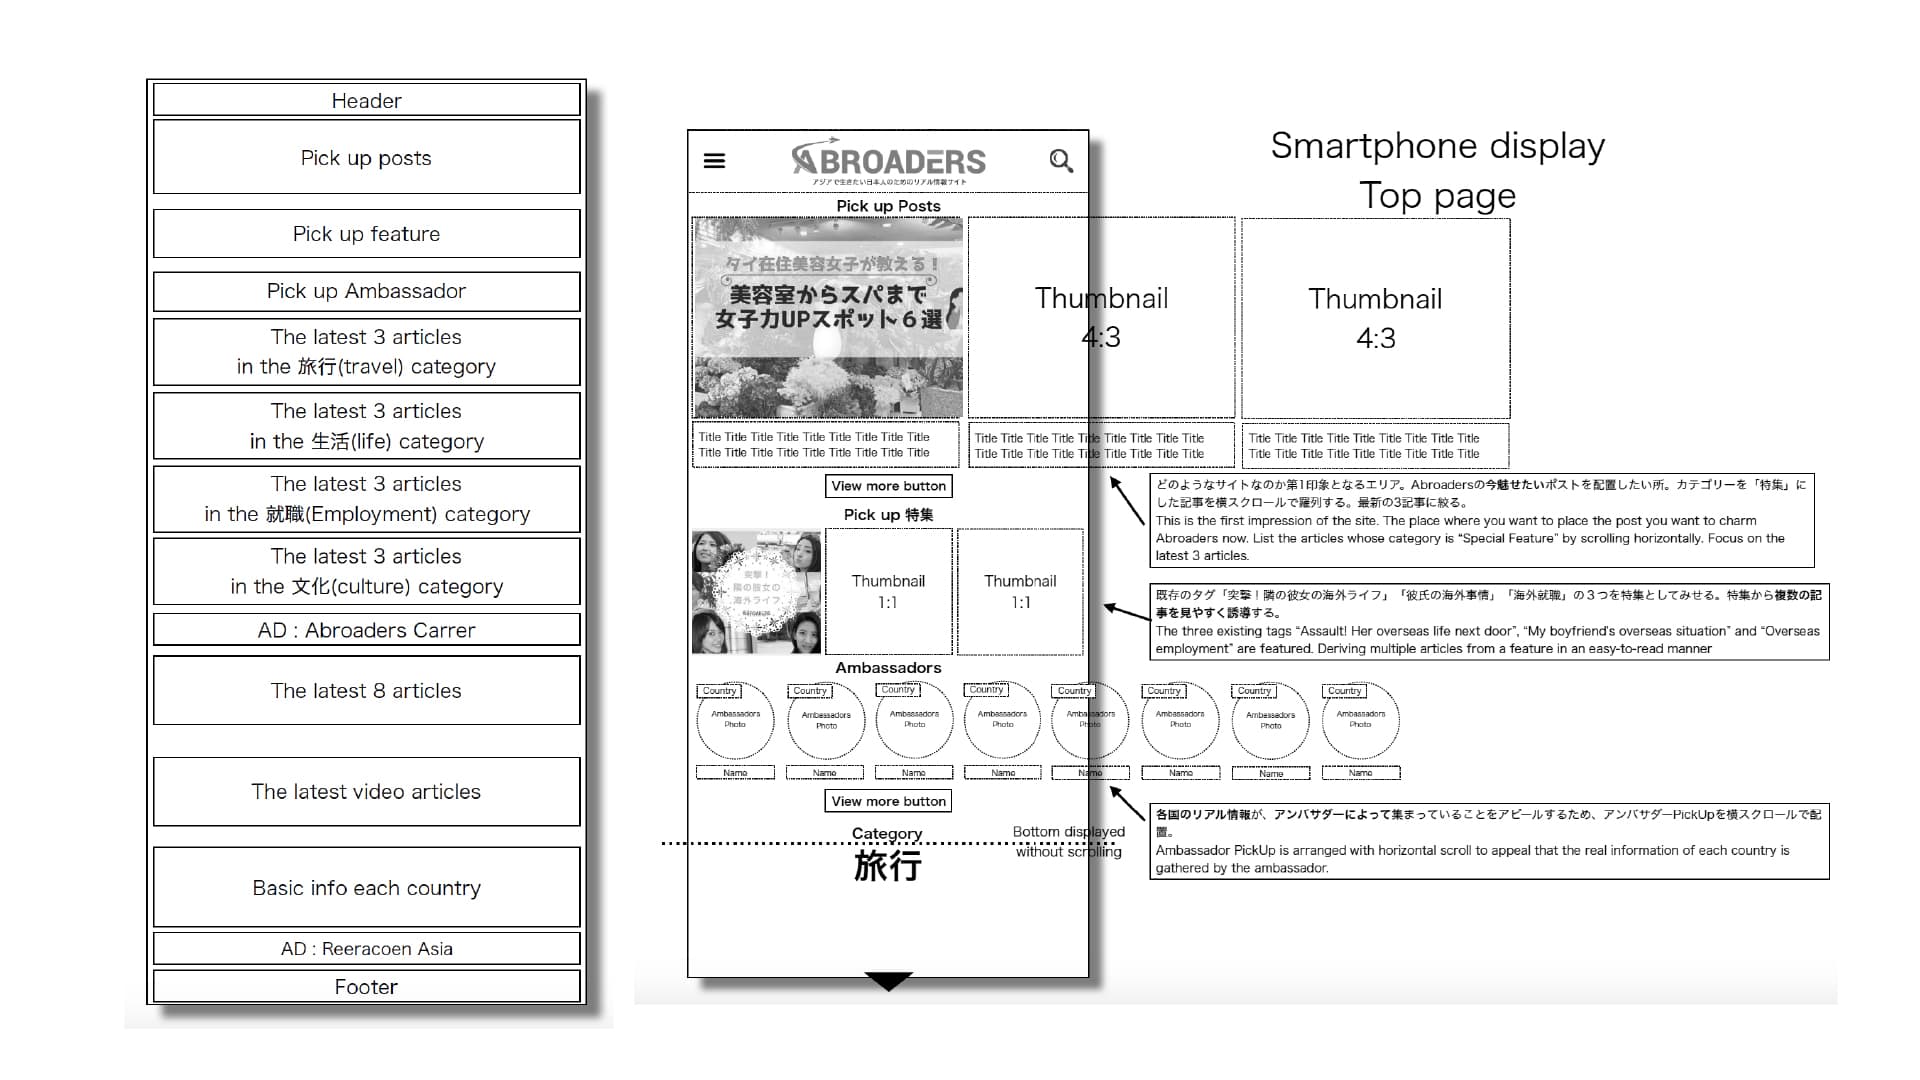 Header
Pick up posts
Pick up feature
Pick up Ambassador
The latest 3 articles
in the 旅行(travel) category
The latest 3 articles
in the 生活(life) category
The latest 3 articles
in the 就職(Employment) category
The latest 3 articles
in the 文化(culture) category
AD : Abroaders Carrer
The latest 8 articles
The latest video articles
Basic info each country
AD : Reeracoen Asia
Footer
Smartphone display
Top page
ABROADERS
アジアで生きたい日本人のためのリアル情報サイト
Pick up Posts
タイ在住美容女子が教える！
美容室からスパまで
女子力UPスポット６選
Thumbnail
4:3
Thumbnail
4:3
Title Title Title Title Title Title Title Title Title
Title Title Title Title Title Title Title Title Title
Title Title Title Title Title Title Title Title Title
Title Title Title Title Title Title Title Title Title
Title Title Title Title Title Title Title Title Title
Title Title Title Title Title Title Title Title Title
View more button
どのようなサイトなのか第1印象となるエリア。Abroadersの今魅せたいポストを配置したい所。カテゴリーを「特集」に
した記事を横スクロールで羅列する。最新の3記事に絞る。
This is the first impression of the site. The place where you want to place the post you want to charm
Abroaders now. List the articles whose category is “Special Feature” by scrolling horizontally. Focus on the
latest 3 articles.
Pick up 特集
突撃！
隣の彼女の
海外ライフ
Thumbnail
1:1
Thumbnail
1:1
既存のタグ「突撃！隣の彼女の海外ライフ」「彼氏の海外事情」「海外就職」の３つを特集としてみせる。特集から複数の記
事を見やすく誘導する。
The three existing tags “Assault! Her overseas life next door”, “My boyfriend's overseas situation” and “Overseas
employment” are featured. Deriving multiple articles from a feature in an easy-to-read manner
Ambassadors
Country
Country
Country
Country
Country
Country
Country
Country
Ambassadors
Photo
Ambassadors
Photo
Ambassadors
Photo
Ambassadors
Photo
Ambassadors
Photo
Ambassadors
Photo
Ambassadors
Photo
Ambassadors
Photo
Name
Name
Name
Name
Name
Name
Name
Name
View more button
各国のリアル情報が、アンバサダーによって集まっていることをアピールするため、アンバサダーPickUpを横スクロールで配
置。
Ambassador PickUp is arranged with horizontal scroll to appeal that the real information of each country is
gathered by the ambassador.
Category
旅行
Bottom displayed
without scrolling